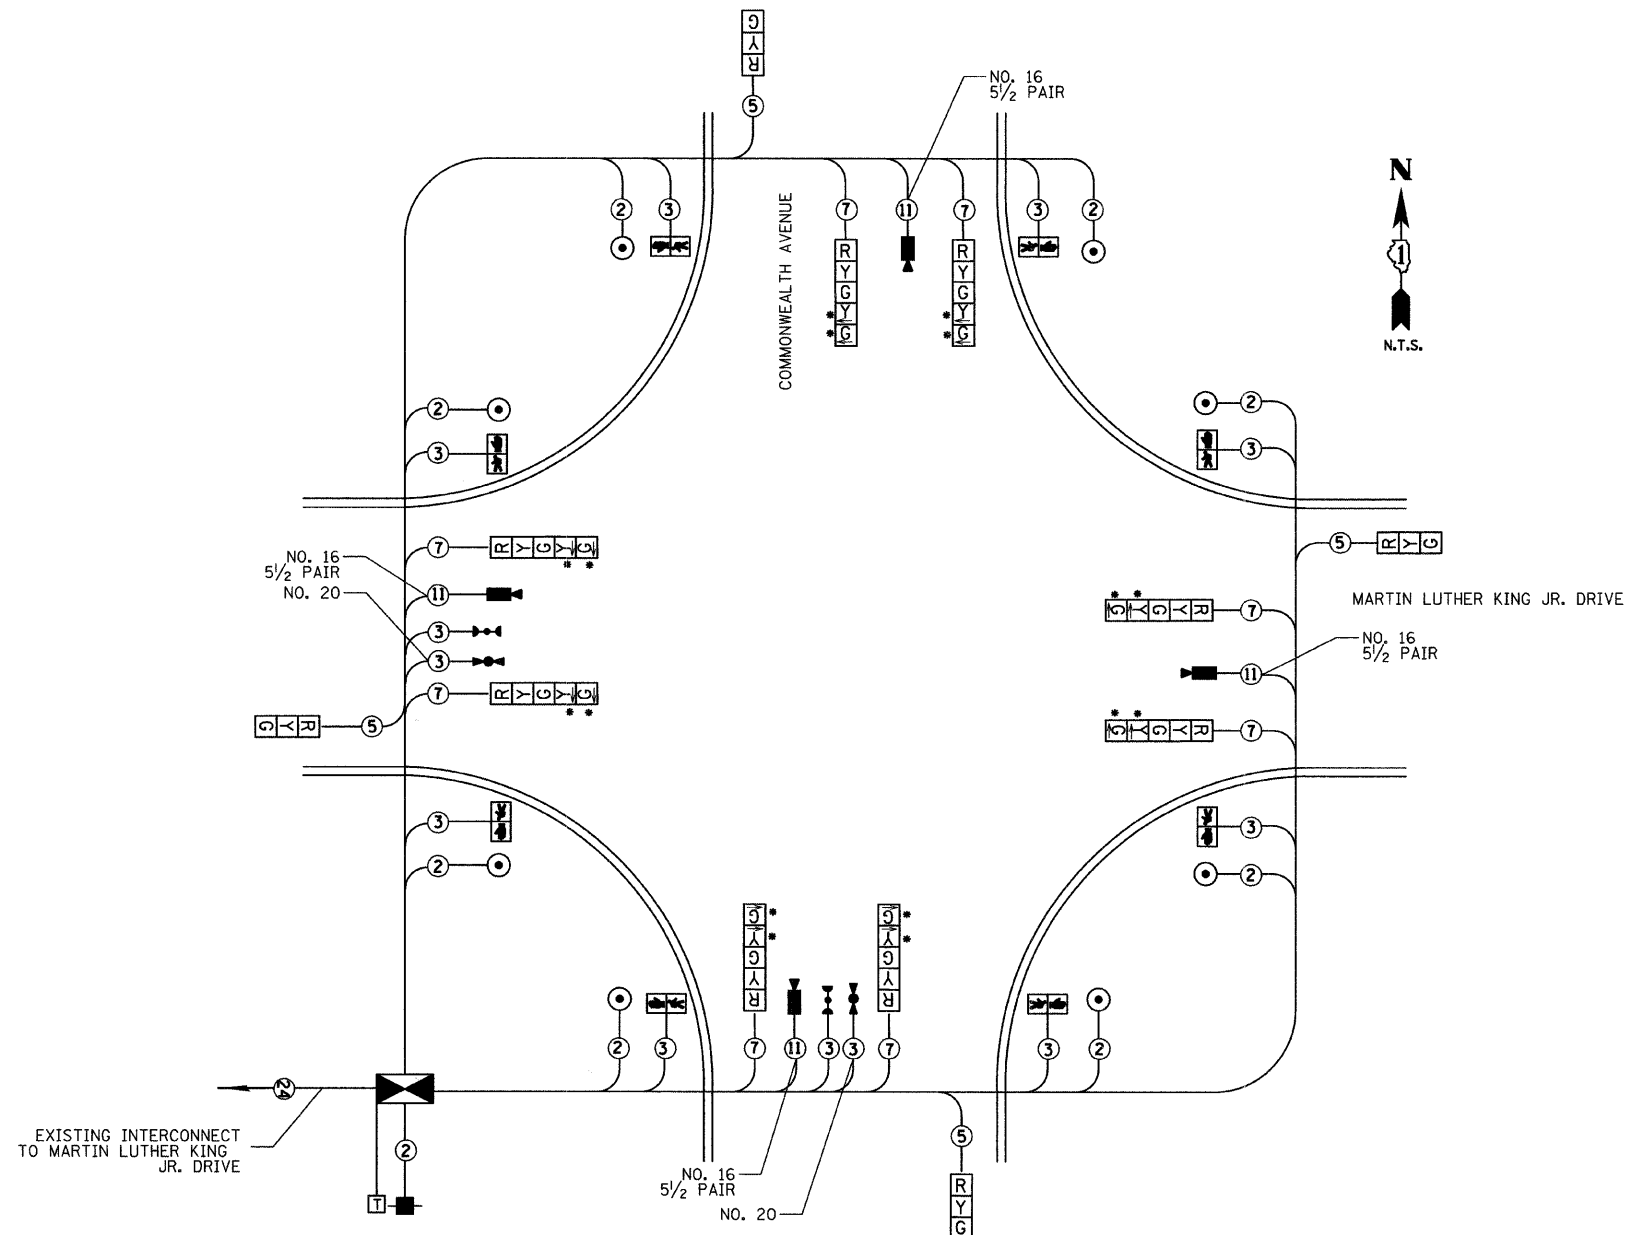 G
Y
R
5
NO. 16
5½ PAIR
2
3
7
11
7
3
2
COMMONWEALTH AVENUE
R
Y
G
Y
G
R
Y
G
Y
G
*
*
*
*
N
1
N.T.S.
2
3
2
3
7
R Y G Y G
* *
NO. 16
5½ PAIR
11
NO. 20
3
3
7
R Y G Y G
* *
G Y R
5
5
R Y G
MARTIN LUTHER KING JR. DRIVE
* *
G Y G Y R
7
NO. 16
5½ PAIR
11
* *
G Y G Y R
7
3
2
3
2
G
Y
G
Y
R
G
Y
G
Y
R
*
*
*
*
2
3
7
11
3
3
7
3
2
24
EXISTING INTERCONNECT
TO MARTIN LUTHER KING
JR. DRIVE
2
T
NO. 16
5½ PAIR
NO. 20
5
R
Y
G